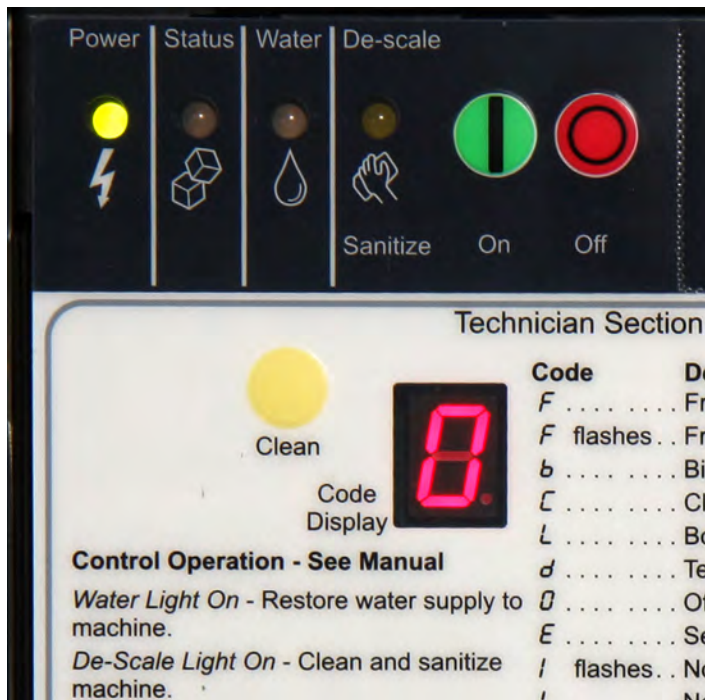 Power Status Water De-scale
Sanitize On Off
Technician Section
Clean
Code
Display
Control Operation - See Manual
Water Light On - Restore water supply to
machine.
De-Scale Light On - Clean and sanitize
machine.
0
Code
F . . . . . . . . .
F flashes . .
b . . . . . . . . .
C . . . . . . . . .
L . . . . . . . . .
d . . . . . . . . .
0 . . . . . . . . .
E . . . . . . . . .
I flashes . .